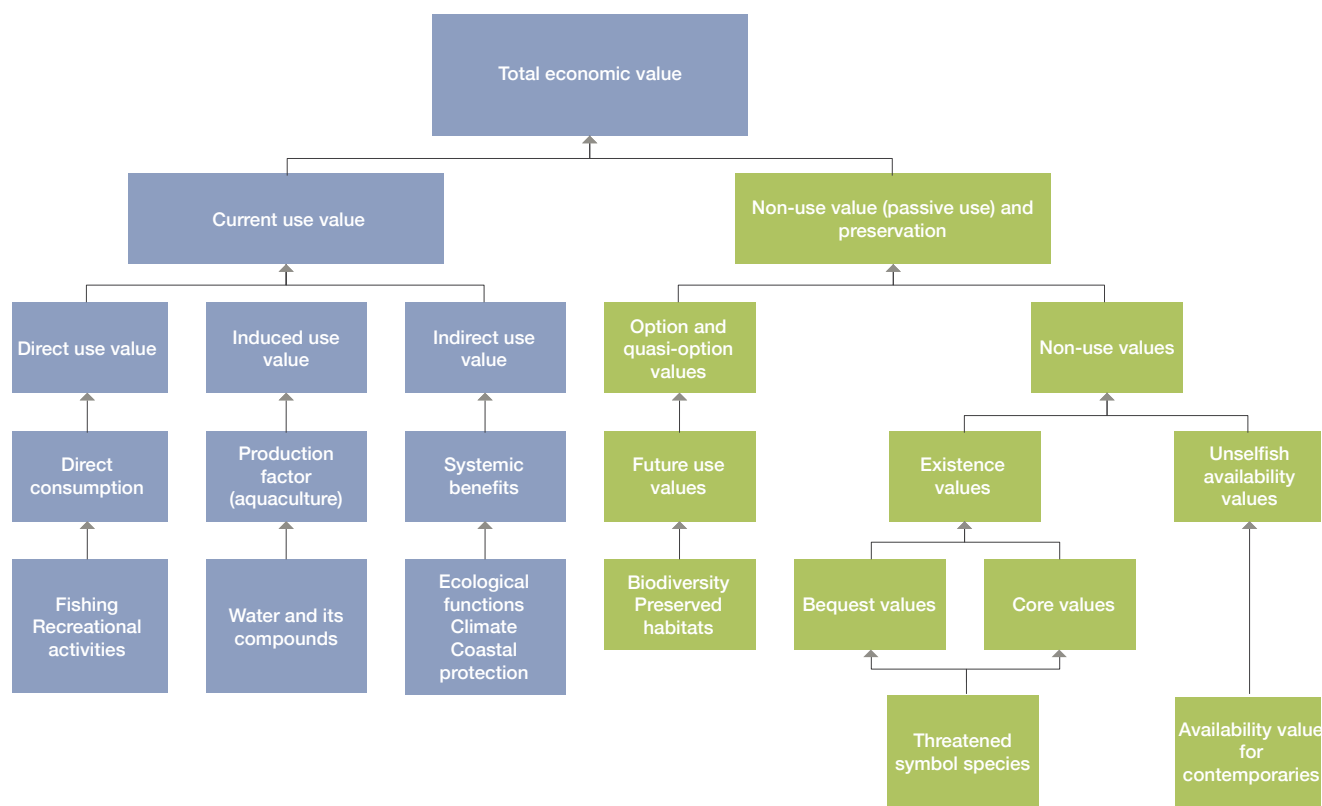 Total economic value
Current use value
Non-use value (passive use) and
preservation
Direct use value
Induced use
value
Indirect use
value
Option and
quasi-option
values
Non-use values
Direct
consumption
Production
factor
(aquaculture)
Systemic
benefits
Future use
values
Existence
values
Unselfish
availability
values
Fishing
Recreational
activities
Water and its
compounds
Ecological
functions
Climate
Coastal
protection
Biodiversity
Preserved
habitats
Bequest values
Core values
Threatened
symbol species
Availability value
for
contemporaries